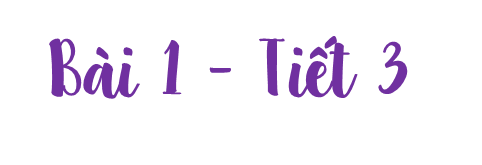 Bài 1 - Tiết 3